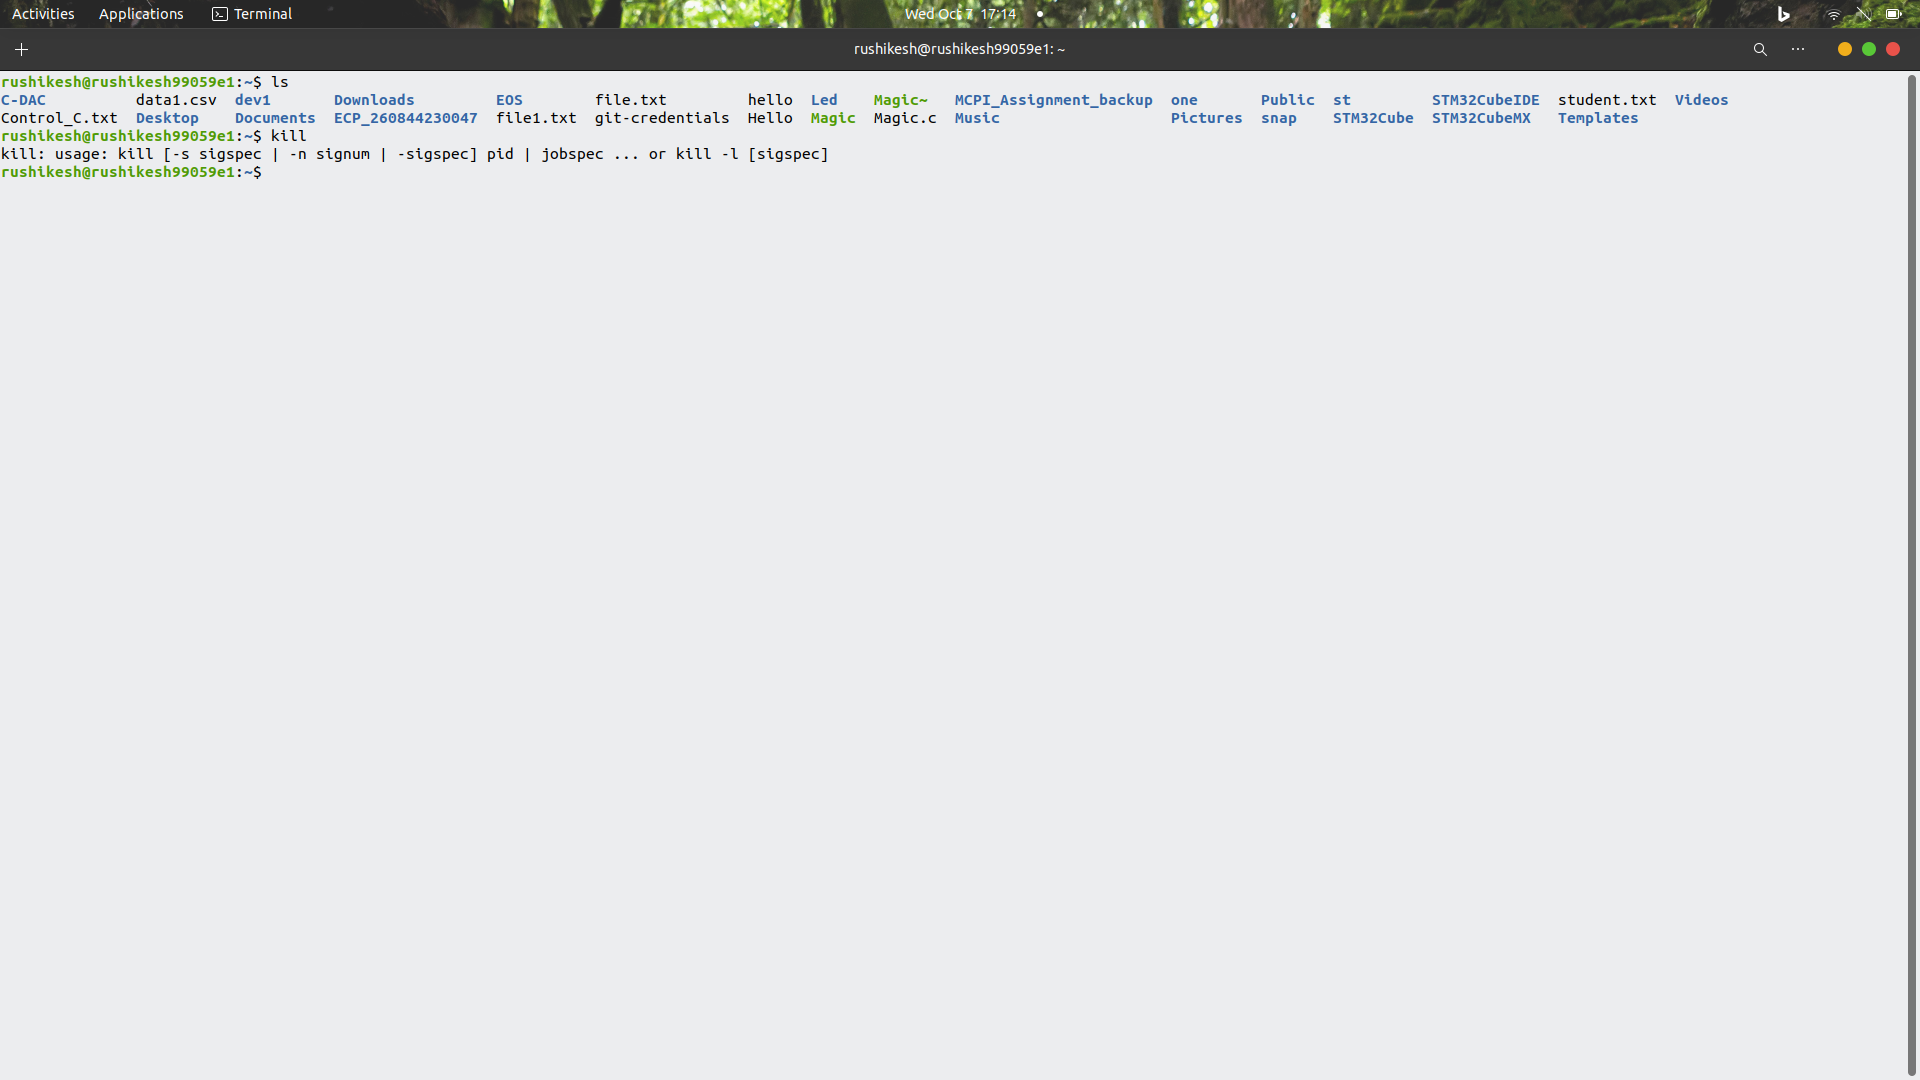 Activities Applications Terminal Wed Oct 7 17:14
rushikesh@rushikesh99059e1: ~
rushikesh@rushikesh99059e1:~$ ls
C-DAC data1.csv dev1 Downloads EOS file.txt hello Led Magic~ MCPI_Assignment_backup one Public st STM32CubeIDE student.txt Videos
Control_C.txt Desktop Documents ECP_260844230047 file1.txt git-credentials Hello Magic Magic.c Music Pictures snap STM32Cube STM32CubeMX Templates
rushikesh@rushikesh99059e1:~$ kill
kill: usage: kill [-s sigspec | -n signum | -sigspec] pid | jobspec ... or kill -l [sigspec]
rushikesh@rushikesh99059e1:~$